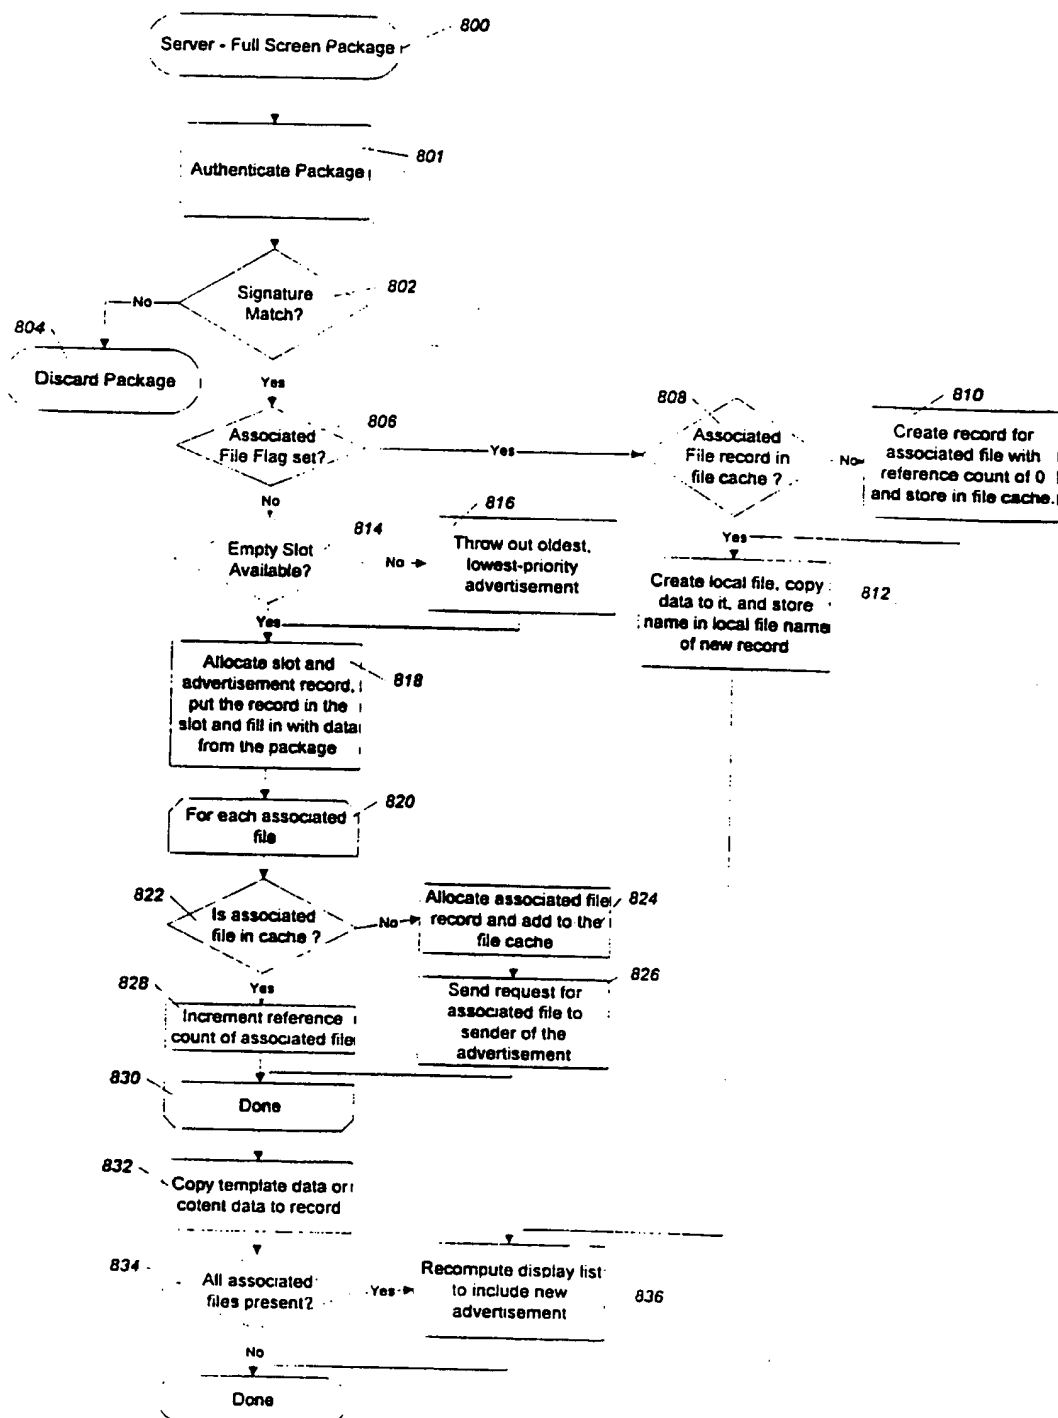 800
Server - Full Screen Package
801
Authenticate Package
802
Signature
Match?
No
804
Discard Package
Yes
806
Associated
File Flag set?
Yes
808
Associated
File record in
file cache ?
No
810
Create record for
associated file with
reference count of 0
and store in file cache.
No
814
Empty Slot
Available?
No
816
Throw out oldest,
lowest-priority
advertisement
Yes
812
Create local file, copy
data to it, and store
name in local file name
of new record
Yes
818
Allocate slot and
advertisement record,
put the record in the
slot and fill in with data
from the package
820
For each associated
file
822
Is associated
file in cache ?
No
824
Allocate associated file
record and add to the
file cache
826
Send request for
associated file to
sender of the
advertisement
Yes
828
Increment reference
count of associated file
830
Done
832
Copy template data or
cotent data to record
834
All associated
files present?
Yes
836
Recompute display list
to include new
advertisement
No
Done